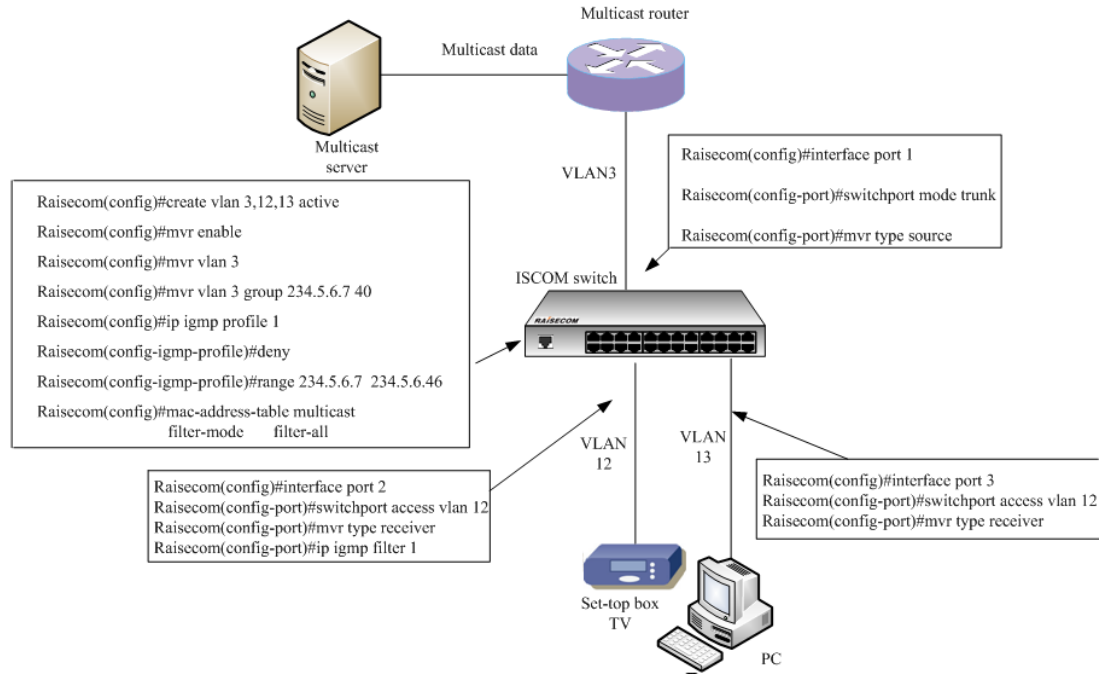 Multicast router
Multicast data
Multicast
server
VLAN3
Raisecom(config)#interface port 1
Raisecom(config-port)#switchport mode trunk
Raisecom(config-port)#mvr type source
Raisecom(config)#create vlan 3,12,13 active
Raisecom(config)#mvr enable
Raisecom(config)#mvr vlan 3
Raisecom(config)#mvr vlan 3 group 234.5.6.7 40
Raisecom(config)#ip igmp profile 1
Raisecom(config-igmp-profile)#deny
Raisecom(config-igmp-profile)#range 234.5.6.7 234.5.6.46
Raisecom(config)#mac-address-table multicast
filter-mode filter-all
ISCOM switch
RAISECOM
VLAN
12
VLAN
13
Raisecom(config)#interface port 2
Raisecom(config-port)#switchport access vlan 12
Raisecom(config-port)#mvr type receiver
Raisecom(config-port)#ip igmp filter 1
Raisecom(config)#interface port 3
Raisecom(config-port)#switchport access vlan 12
Raisecom(config-port)#mvr type receiver
Set-top box
TV
PC